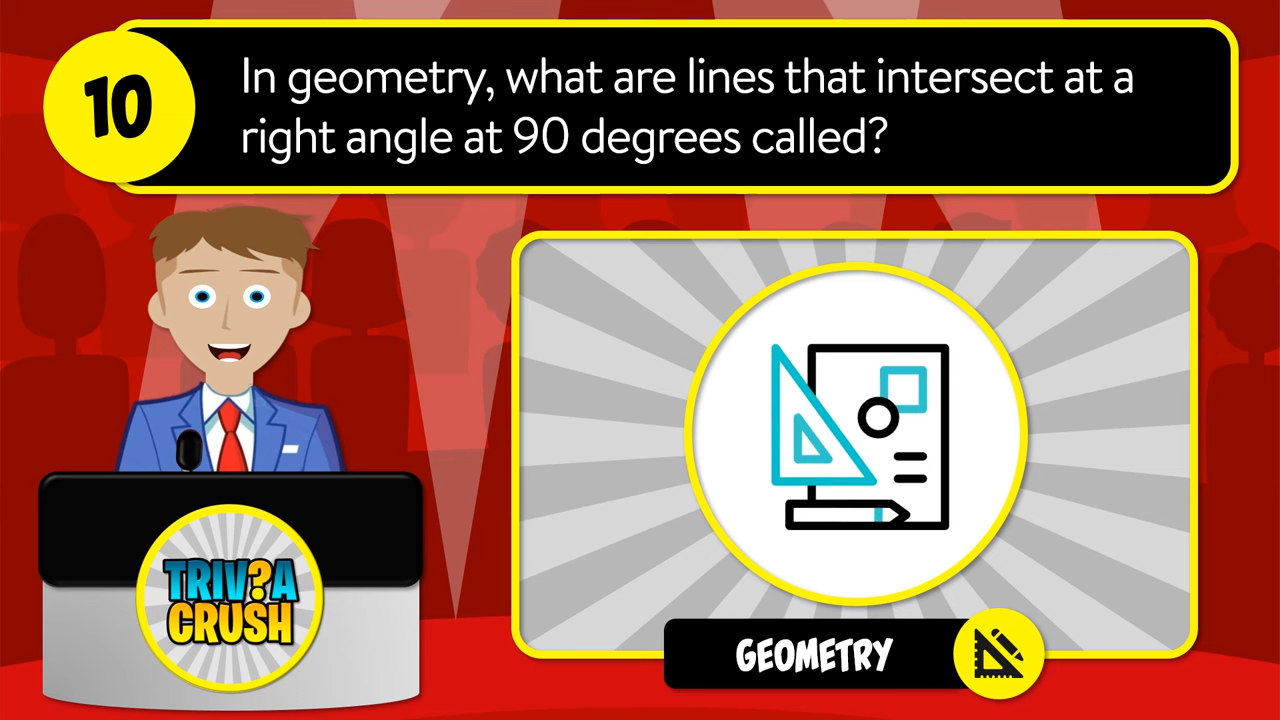 10
In geometry, what are lines that intersect at a
right angle at 90 degrees called?
TRIV?A
CRUSH
GEOMETRY